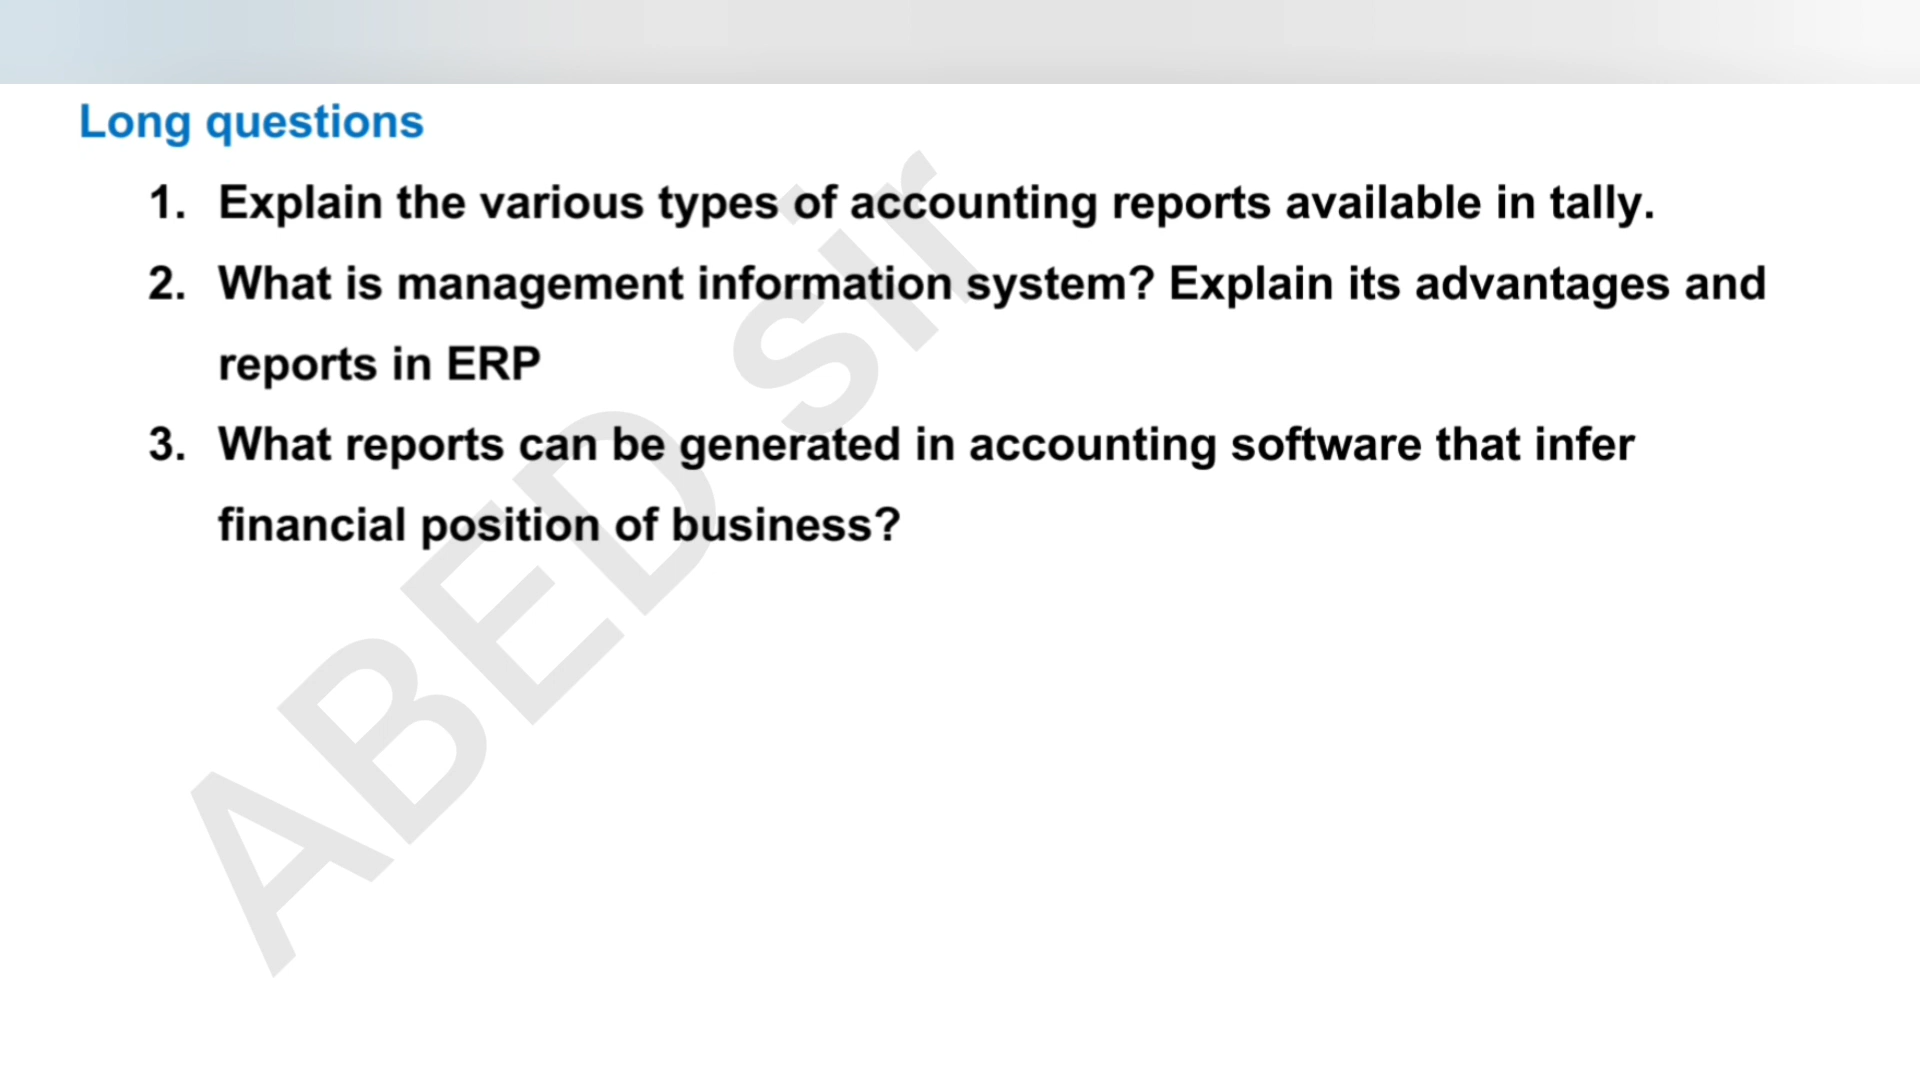 Long questions
1. Explain the various types of accounting reports available in tally.
2. What is management information system? Explain its advantages and
reports in ERP
3. What reports can be generated in accounting software that infer
financial position of business?
ABED sir